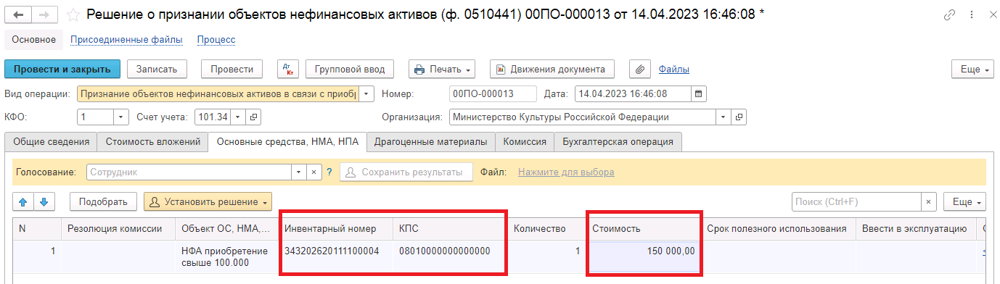 Решение о признании объектов нефинансовых активов (ф. 0510441) 00ПО-000013 от 14.04.2023 16:46:08 *
Основное Присоединенные файлы Процесс
Провести и закрыть Записать Провести Дт Кт Групповой ввод Печать Движения документа Файлы Еще
Вид операции: Признание объектов нефинансовых активов в связи с приобр Номер: 00ПО-000013 Дата: 14.04.2023 16:46:08
КФО: 1 Счет учета: 101.34 Организация: Министерство Культуры Российской Федерации
Общие сведения Стоимость вложений Основные средства, НМА, НПА Драгоценные материалы Комиссия Бухгалтерская операция
Голосование: Сотрудник × ? Сохранить результаты Файл: Нажмите для выбора
Подобрать Установить решение Поиск (Ctrl+F) × Еще
N Резолюция комиссии Объект ОС, НМА,... Инвентарный номер КПС Количество Стоимость Срок полезного использования Ввести в эксплуатацию
1 НФА приобретение 343202620111100004 08010000000000000 1 150 000,00
свыше 100.000